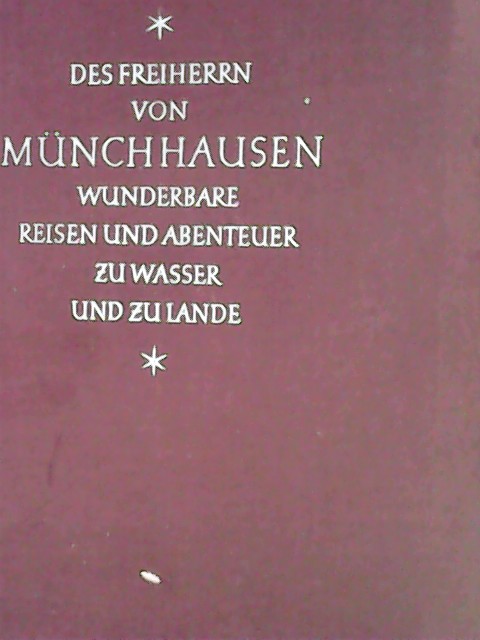 DES FREIHERRN
VON
MÜNCHHAUSEN
WUNDERBARE
REISEN UND ABENTEUER
ZU WASSER
UND ZU LANDE